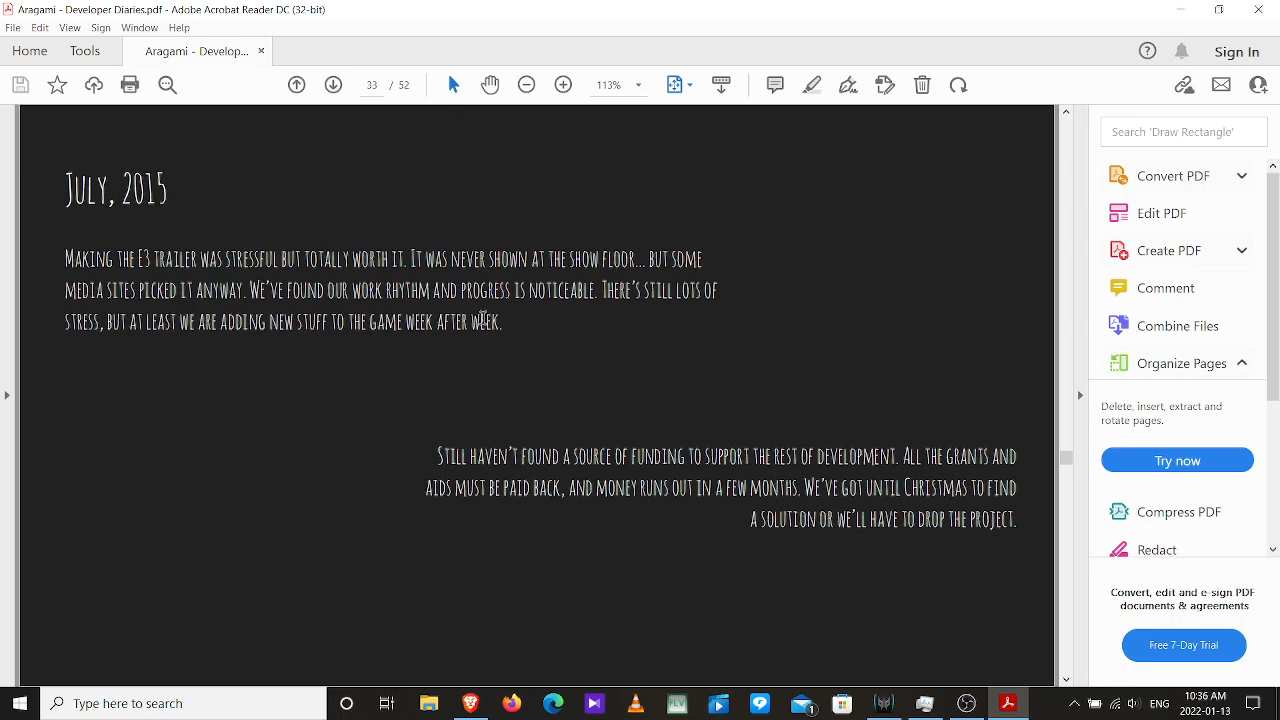 Aragami - Developer Diaries.pdf - Adobe Acrobat Reader DC (32-bit)
File Edit View Sign Window Help
Home Tools Aragami - Develop... × Sign In
33 / 52 113%
July, 2015
Making the E3 trailer was stressful but totally worth it. It was never shown at the show floor... but some
media sites picked it anyway. We've found our work rhythm and progress is noticeable. There's still lots of
stress, but at least we are adding new stuff to the game week after week.
Still haven't found a source of funding to support the rest of development. All the grants and
aids must be paid back, and money runs out in a few months. We've got until Christmas to find
a solution or we'll have to drop the project.
Search 'Draw Rectangle'
Convert PDF
Edit PDF
Create PDF
Comment
Combine Files
Organize Pages
Delete, insert, extract and
rotate pages.
Try now
Compress PDF
Redact
Convert, edit and e-sign PDF
documents & agreements
Free 7-Day Trial
Type here to search
FLV
1
ENG
10:36 AM
2022-01-13